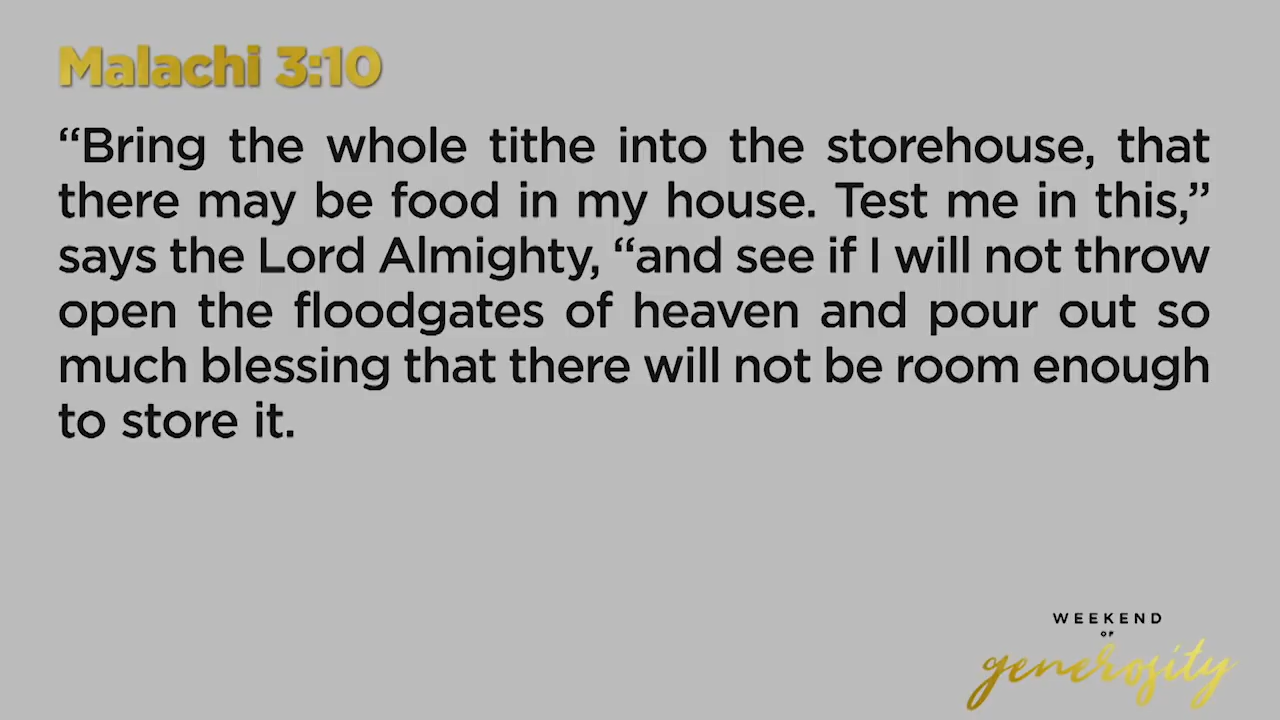 Malachi 3:10
“Bring the whole tithe into the storehouse, that
there may be food in my house. Test me in this,”
says the Lord Almighty, “and see if I will not throw
open the floodgates of heaven and pour out so
much blessing that there will not be room enough
to store it.
WEEKEND
OF
generosity